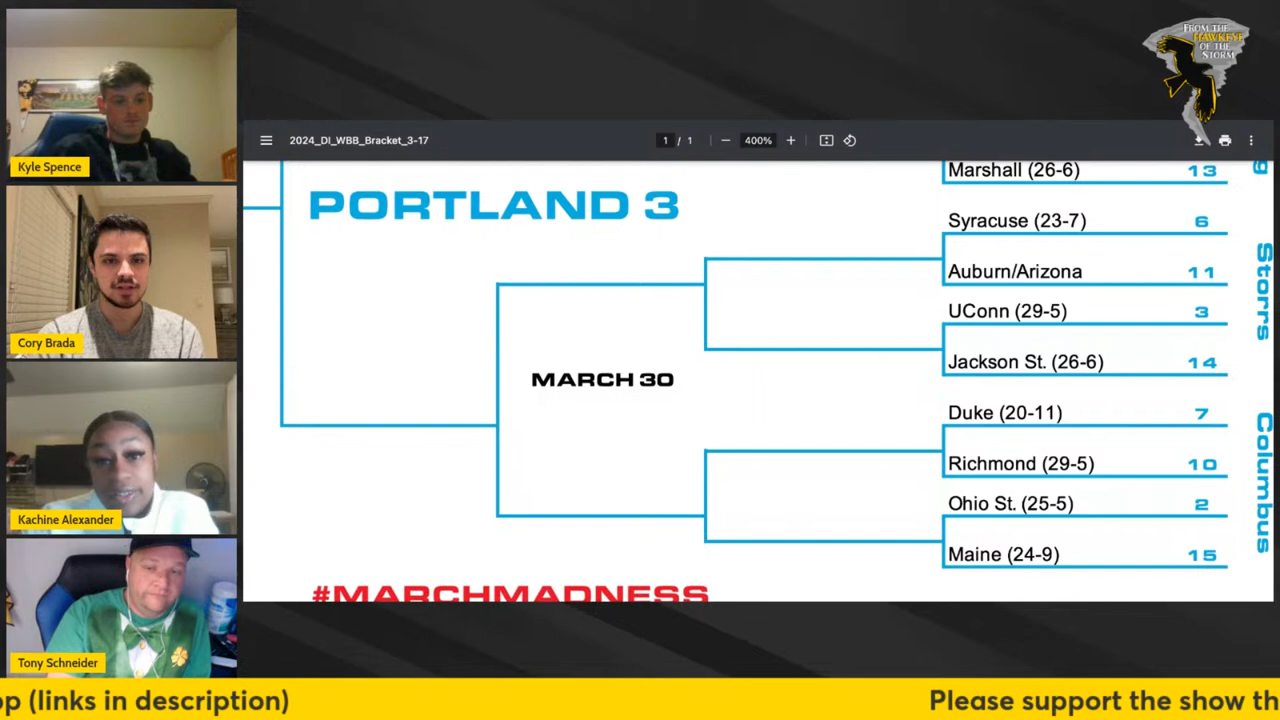 FROM THE
HAWKEYE
OF THE
STORM
2024_DI_WBB_Bracket_3-17
1 / 1
400%
Kyle Spence
Cory Brada
Kachine Alexander
Tony Schneider
PORTLAND 3
MARCH 30
#MARCHMADNESS
Marshall (26-6) 13
Syracuse (23-7) 6
Auburn/Arizona 11
UConn (29-5) 3
Jackson St. (26-6) 14
Duke (20-11) 7
Richmond (29-5) 10
Ohio St. (25-5) 2
Maine (24-9) 15
g
Storrs
Columbus
op (links in description)
Please support the show th